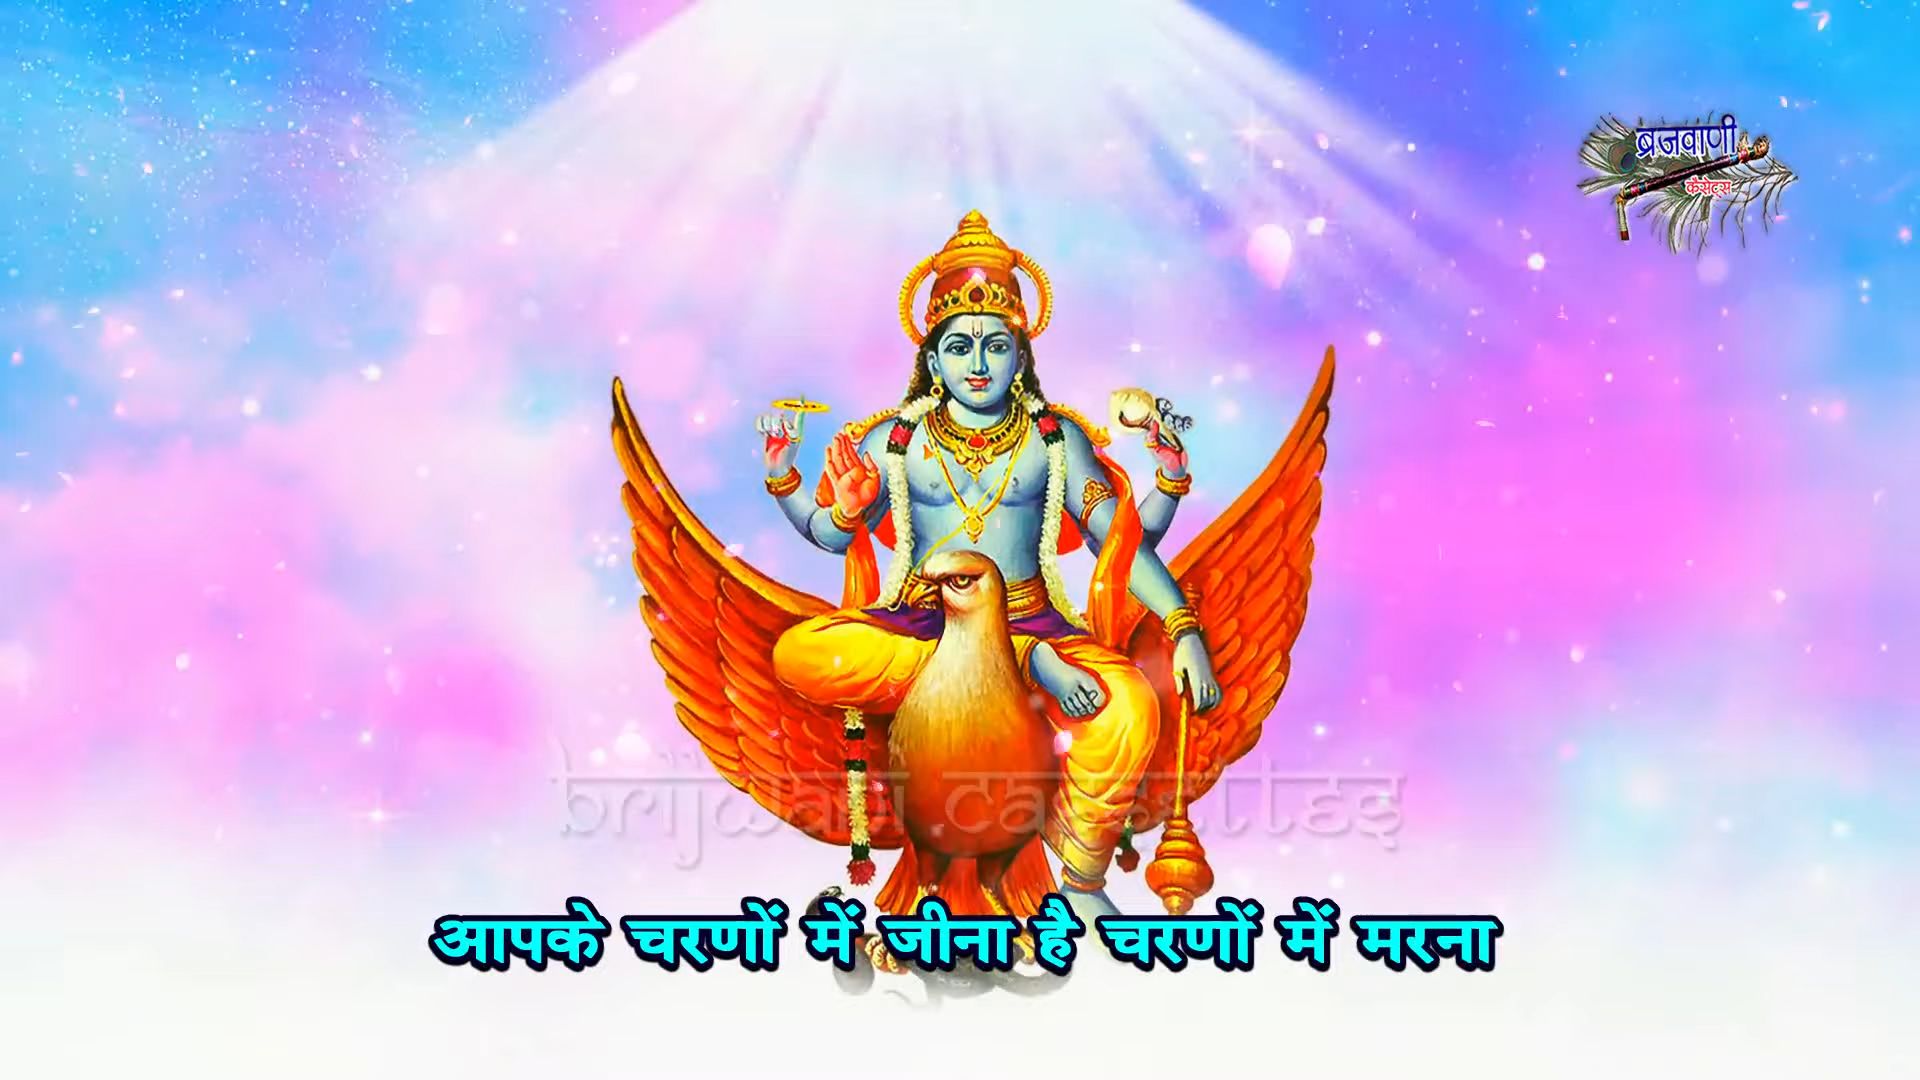 ब्रजवाणी
कैसेट्स
Brijwani Cassettes
आपके चरणों में जीना है चरणों में मरना